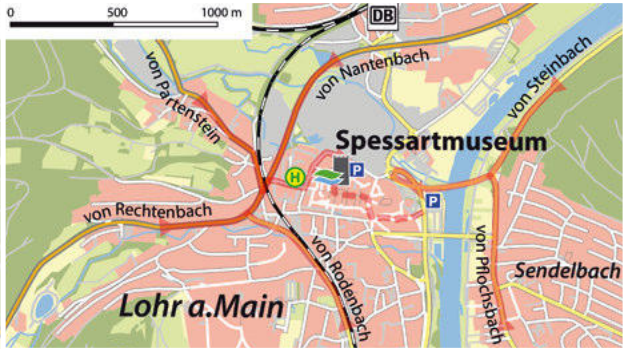 0 500 1000 m
DB
von Nantenbach
von Steinbach
von Partenstein
Spessartmuseum
P
H
P
von Rechtenbach
von Rodenbach
von Pflochsbach
Sendelbach
Lohr a.Main